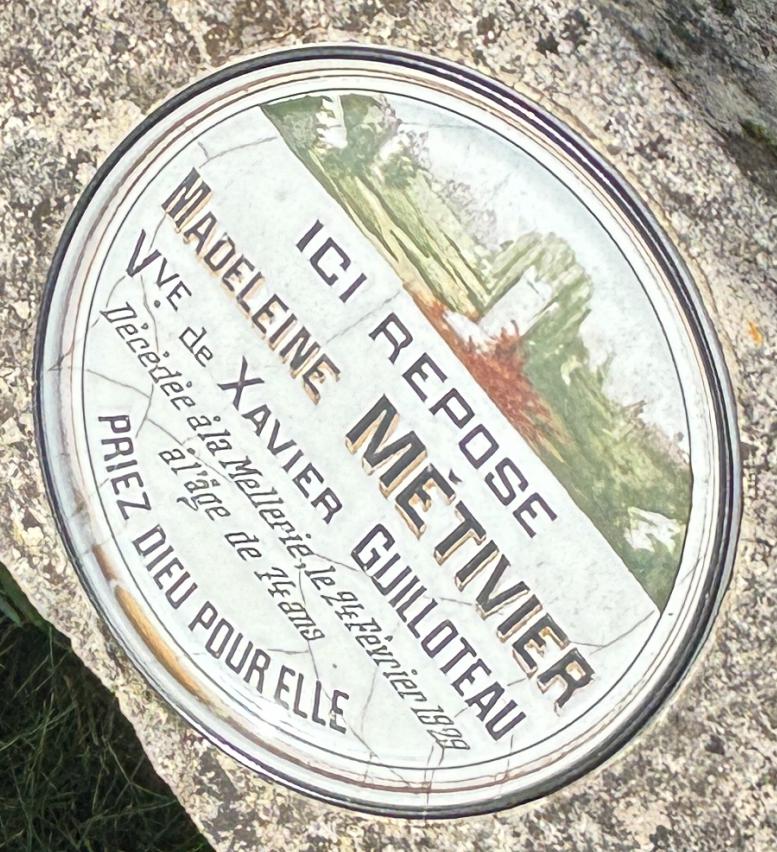 ICI REPOSE
MADELEINE MÉTIVIER
Vve de XAVIER GUILLOTEAU
Décédée à la Mellerie, le 24 Février 1929
à l'âge de 74 ans
PRIEZ DIEU POUR ELLE